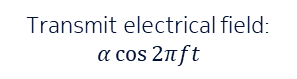 Transmit electrical field:
α cos 2πft